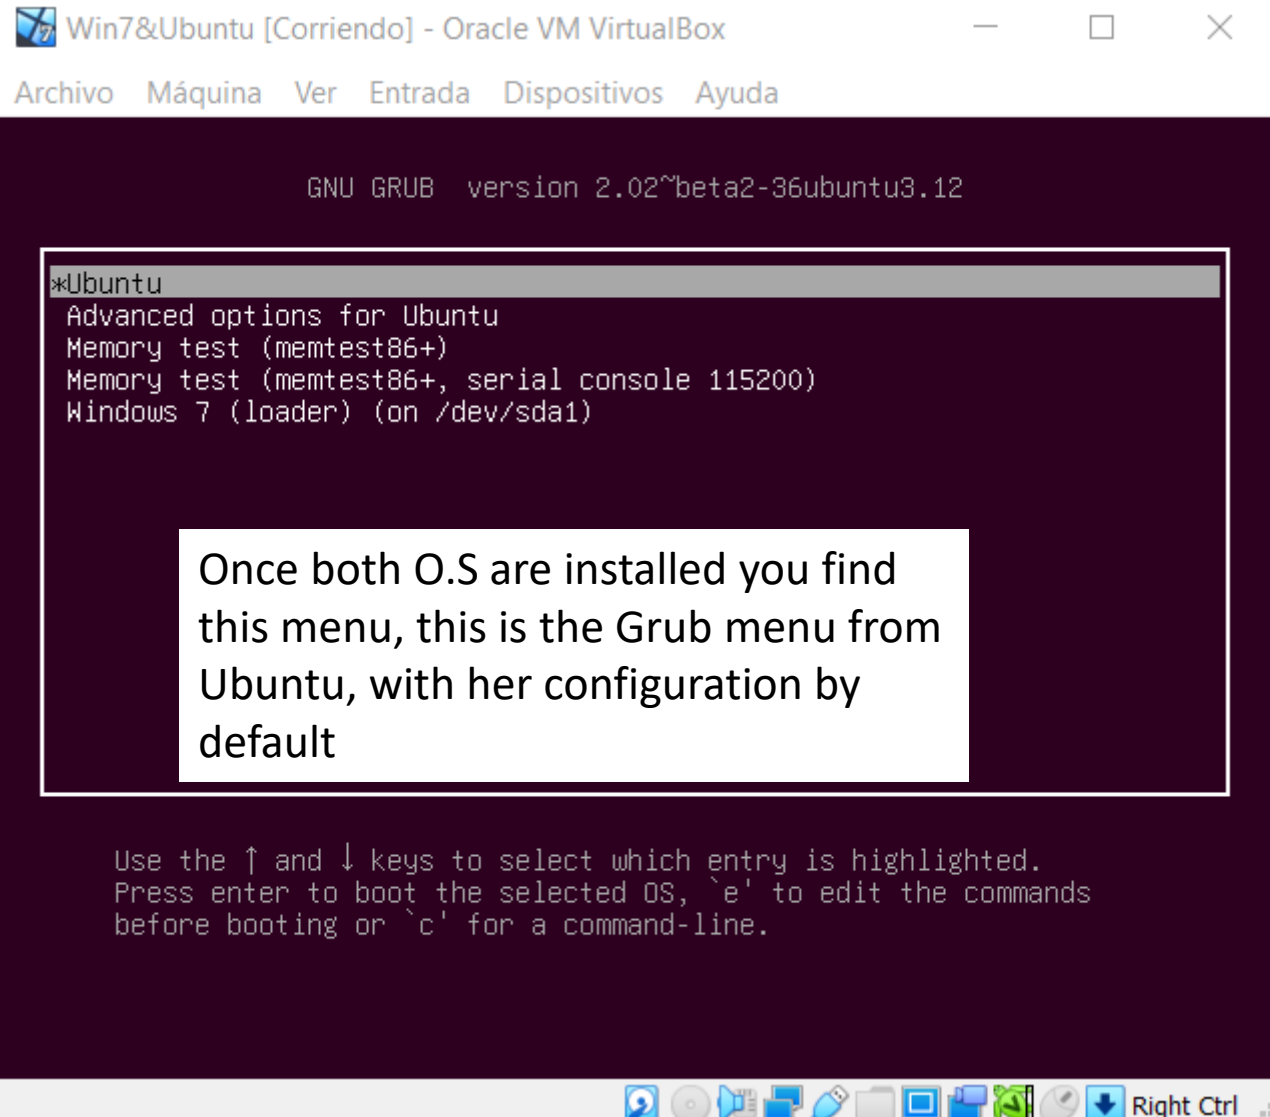 Win7&Ubuntu [Corriendo] - Oracle VM VirtualBox
Archivo Máquina Ver Entrada Dispositivos Ayuda
GNU GRUB version 2.02~beta2-36ubuntu3.12
*Ubuntu
Advanced options for Ubuntu
Memory test (memtest86+)
Memory test (memtest86+, serial console 115200)
Windows 7 (loader) (on /dev/sda1)
Once both O.S are installed you find
this menu, this is the Grub menu from
Ubuntu, with her configuration by
default
Use the ↑ and ↓ keys to select which entry is highlighted.
Press enter to boot the selected OS, `e' to edit the commands
before booting or `c' for a command-line.
Right Ctrl